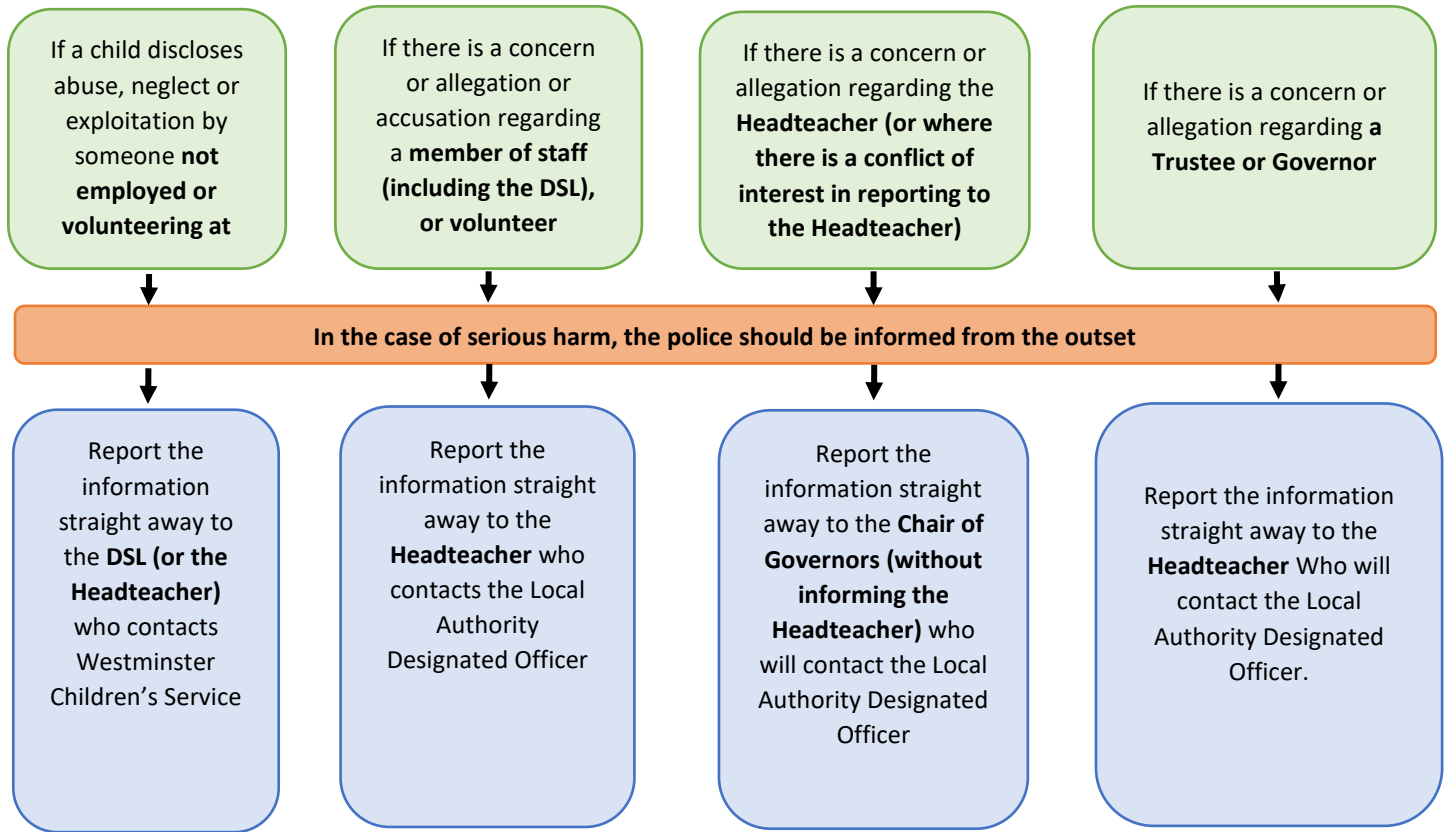 If a child discloses
abuse, neglect or
exploitation by
someone not
employed or
volunteering at
If there is a concern
or allegation or
accusation regarding
a member of staff
(including the DSL),
or volunteer
If there is a concern or
allegation regarding the
Headteacher (or where
there is a conflict of
interest in reporting to
the Headteacher)
If there is a concern or
allegation regarding a
Trustee or Governor
In the case of serious harm, the police should be informed from the outset
Report the
information
straight away to
the DSL (or the
Headteacher)
who contacts
Westminster
Children’s Service
Report the
information straight
away to the
Headteacher who
contacts the Local
Authority
Designated Officer
Report the
information straight
away to the Chair of
Governors (without
informing the
Headteacher) who
will contact the Local
Authority Designated
Officer
Report the information
straight away to the
Headteacher Who will
contact the Local
Authority Designated
Officer.